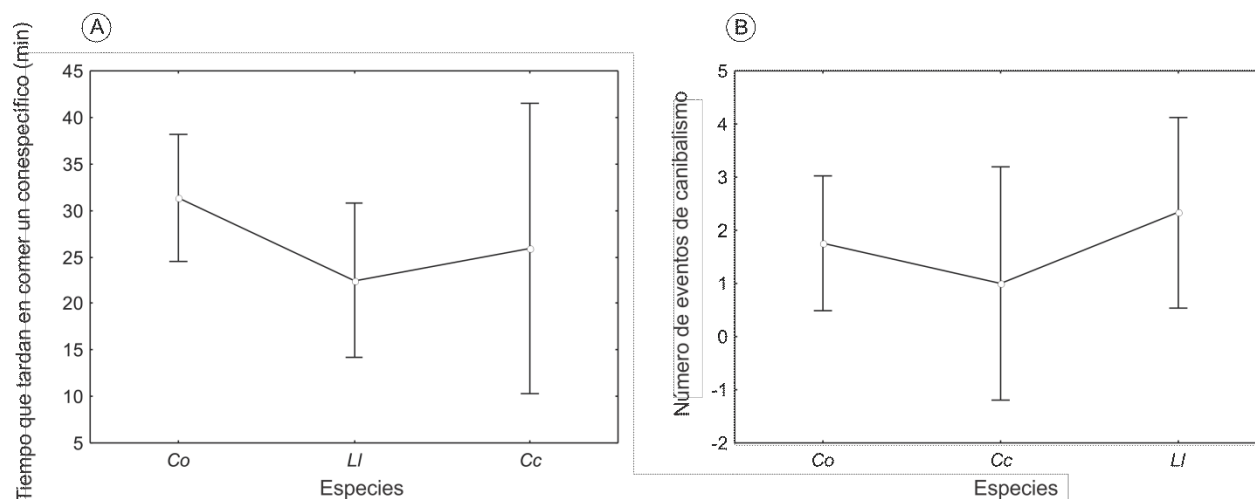 A
Tiempo que tardan en comer un conespecífico (min)
45
40
35
30
25
20
15
10
5
Co
Ll
Cc
Especies
B
Número de eventos de canibalismo
5
4
3
2
1
0
-1
-2
Co
Cc
Ll
Especies